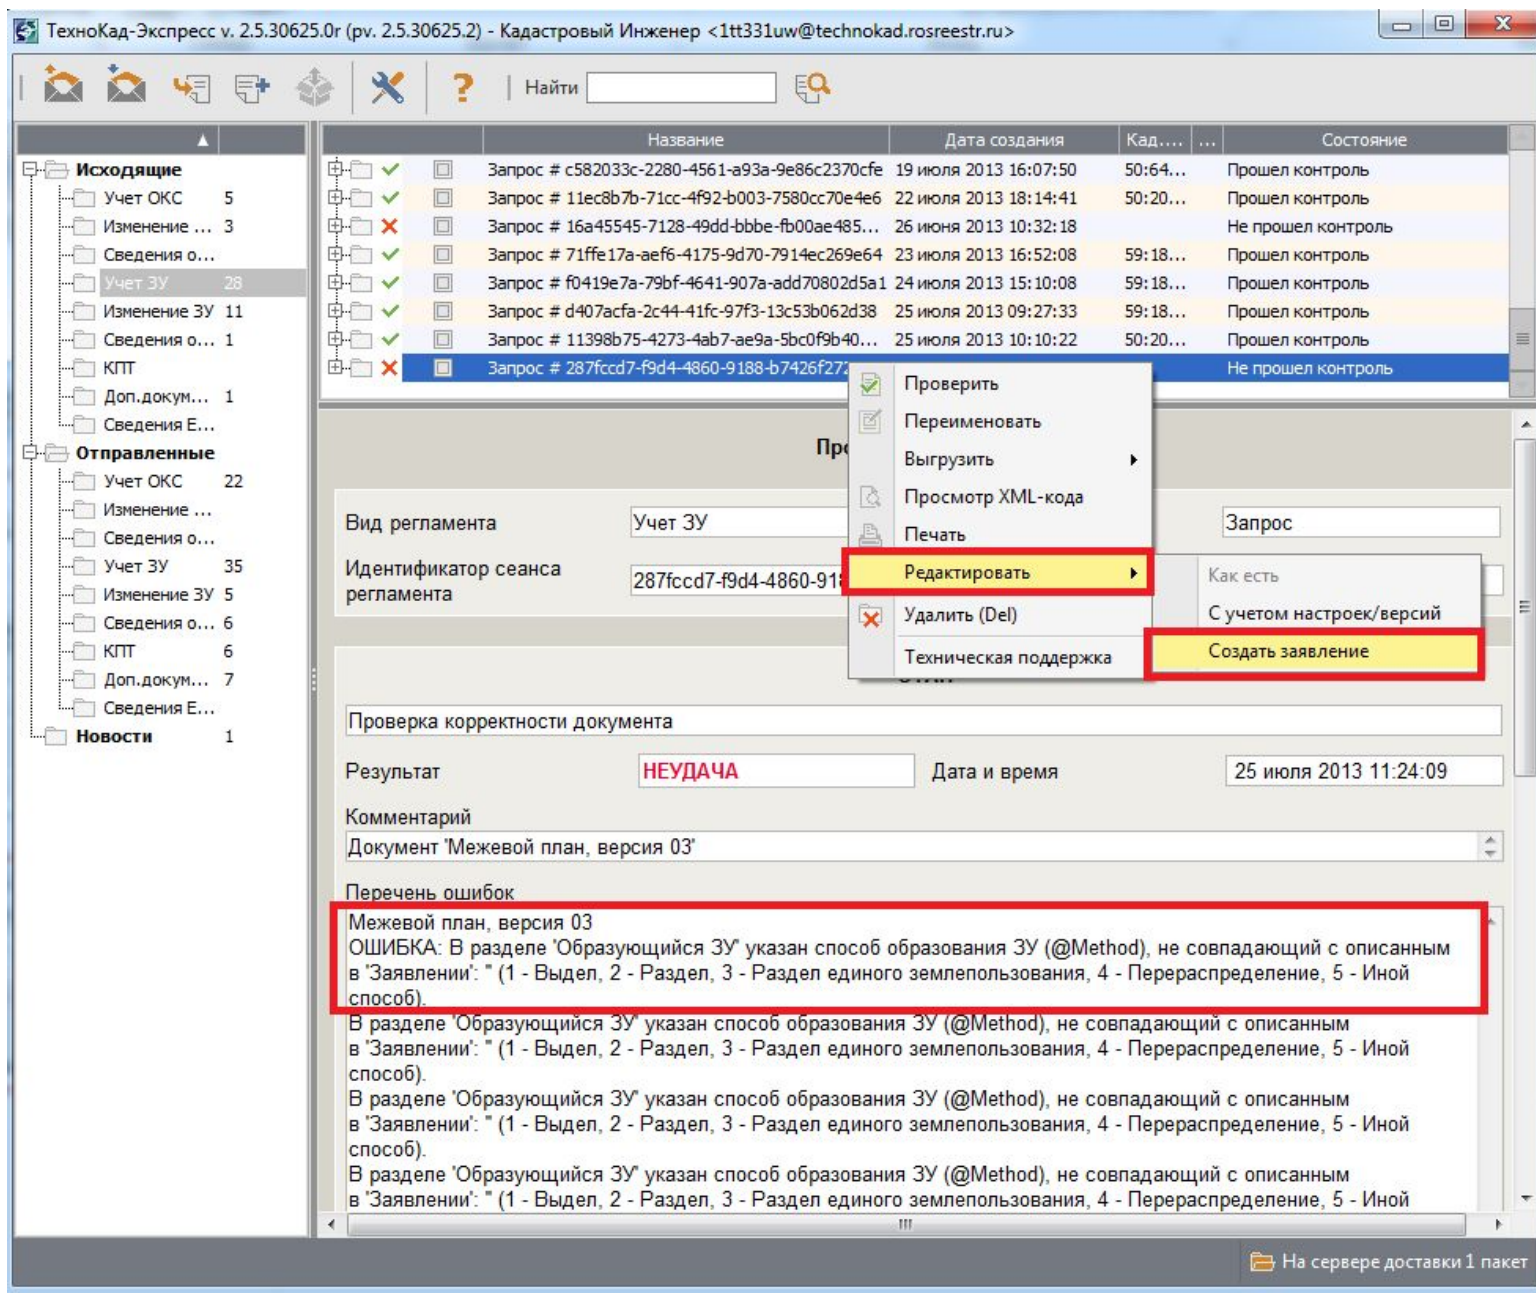 ТехноКад-Экспресс v. 2.5.30625.0r (pv. 2.5.30625.2) - Кадастровый Инженер <1tt331uw@technokad.rosreestr.ru>
Найти
Название Дата создания Кад.... ... Состояние
Исходящие
Учет ОКС 5
Изменение ... 3
Сведения о...
Учет ЗУ 28
Изменение ЗУ 11
Сведения о... 1
КПТ
Доп.докум... 1
Сведения Е...
Отправленные
Учет ОКС 22
Изменение ...
Сведения о...
Учет ЗУ 35
Изменение ЗУ 5
Сведения о... 6
КПТ 6
Доп.докум... 7
Сведения Е...
Новости 1
Запрос # c582033c-2280-4561-a93a-9e86c2370cfe 19 июля 2013 16:07:50 50:64... Прошел контроль
Запрос # 11ec8b7b-71cc-4f92-b003-7580cc70e4e6 22 июля 2013 18:14:41 50:20... Прошел контроль
Запрос # 16a45545-7128-49dd-bbbe-fb00ae485... 26 июня 2013 10:32:18 Не прошел контроль
Запрос # 71ffe17a-aef6-4175-9d70-7914ec269e64 23 июля 2013 16:52:08 59:18... Прошел контроль
Запрос # f0419e7a-79bf-4641-907a-add70802d5a1 24 июля 2013 15:10:08 59:18... Прошел контроль
Запрос # d407acfa-2c44-41fc-97f3-13c53b062d38 25 июля 2013 09:27:33 59:18... Прошел контроль
Запрос # 11398b75-4273-4ab7-ae9a-5bc0f9b40... 25 июля 2013 10:10:22 50:20... Прошел контроль
Запрос # 287fccd7-f9d4-4860-9188-b7426f272 Не прошел контроль
Проверить
Переименовать
Выгрузить
Просмотр XML-кода
Печать
Редактировать
Удалить (Del)
Техническая поддержка
Как есть
С учетом настроек/версий
Создать заявление
Вид регламента Учет ЗУ Запрос
Идентификатор сеанса регламента 287fccd7-f9d4-4860-918
Проверка корректности документа
Результат НЕУДАЧА Дата и время 25 июля 2013 11:24:09
Комментарий
Документ 'Межевой план, версия 03'
Перечень ошибок
Межевой план, версия 03
ОШИБКА: В разделе 'Образующийся ЗУ' указан способ образования ЗУ (@Method), не совпадающий с описанным
в 'Заявлении': '' (1 - Выдел, 2 - Раздел, 3 - Раздел единого землепользования, 4 - Перераспределение, 5 - Иной
способ).
В разделе 'Образующийся ЗУ' указан способ образования ЗУ (@Method), не совпадающий с описанным
в 'Заявлении': '' (1 - Выдел, 2 - Раздел, 3 - Раздел единого землепользования, 4 - Перераспределение, 5 - Иной
способ).
В разделе 'Образующийся ЗУ' указан способ образования ЗУ (@Method), не совпадающий с описанным
в 'Заявлении': '' (1 - Выдел, 2 - Раздел, 3 - Раздел единого землепользования, 4 - Перераспределение, 5 - Иной
способ).
В разделе 'Образующийся ЗУ' указан способ образования ЗУ (@Method), не совпадающий с описанным
в 'Заявлении': '' (1 - Выдел, 2 - Раздел, 3 - Раздел единого землепользования, 4 - Перераспределение, 5 - Иной
На сервере доставки 1 пакет